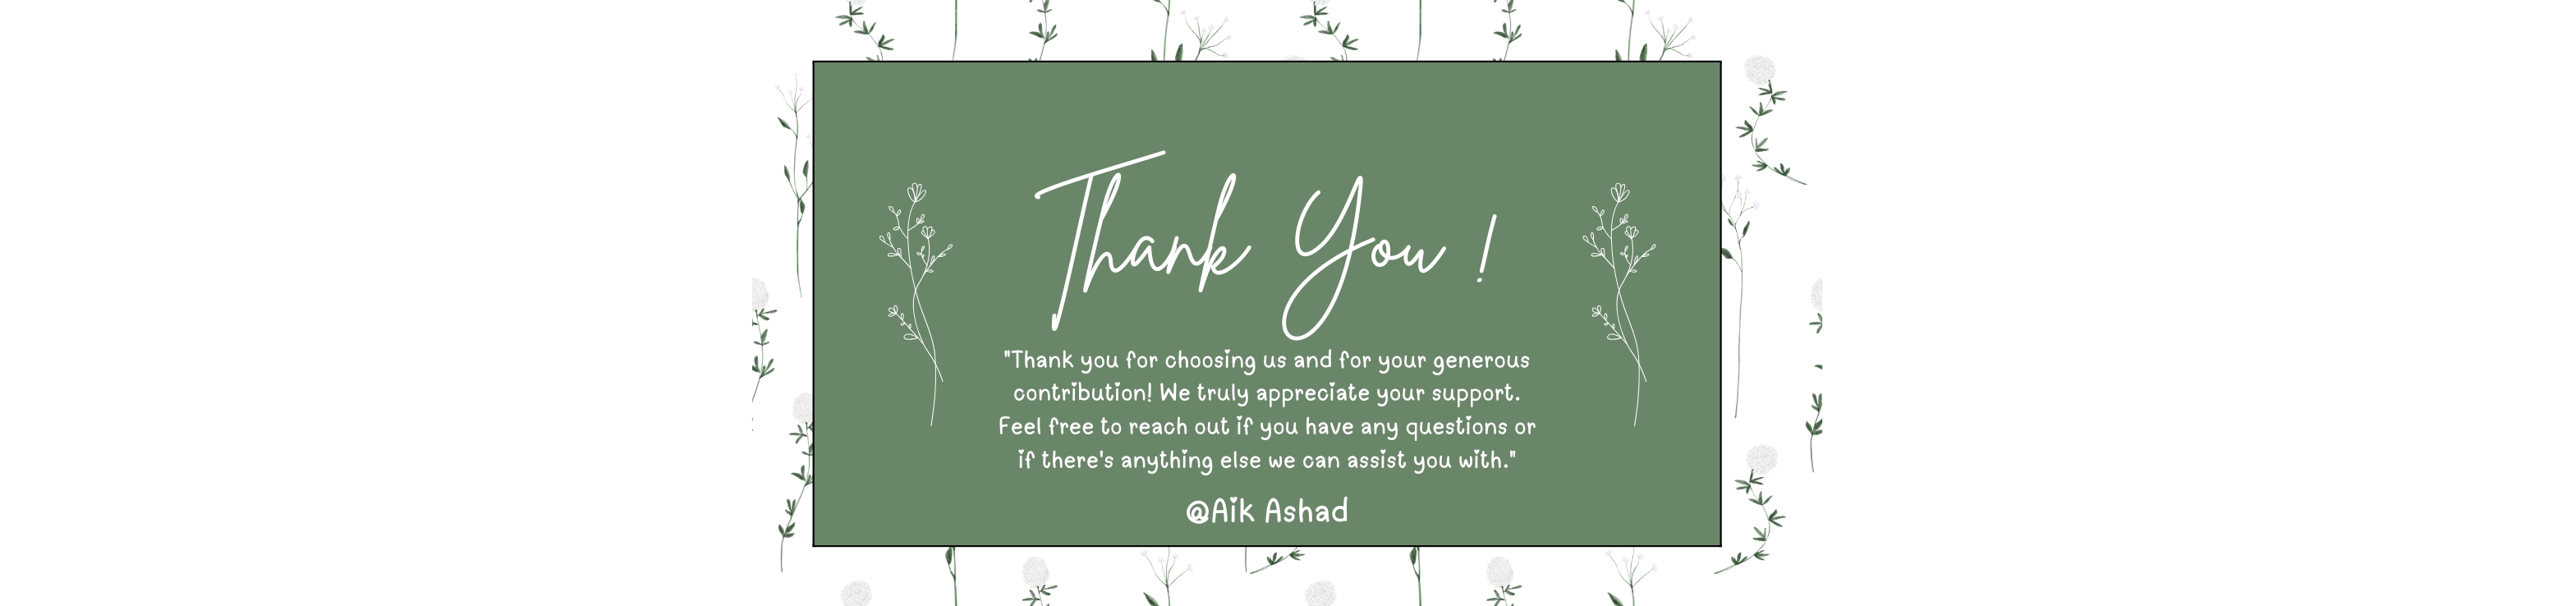 Thank You !
"Thank you for choosing us and for your generous
contribution! We truly appreciate your support.
Feel free to reach out if you have any questions or
if there's anything else we can assist you with."
@Aik Ashad